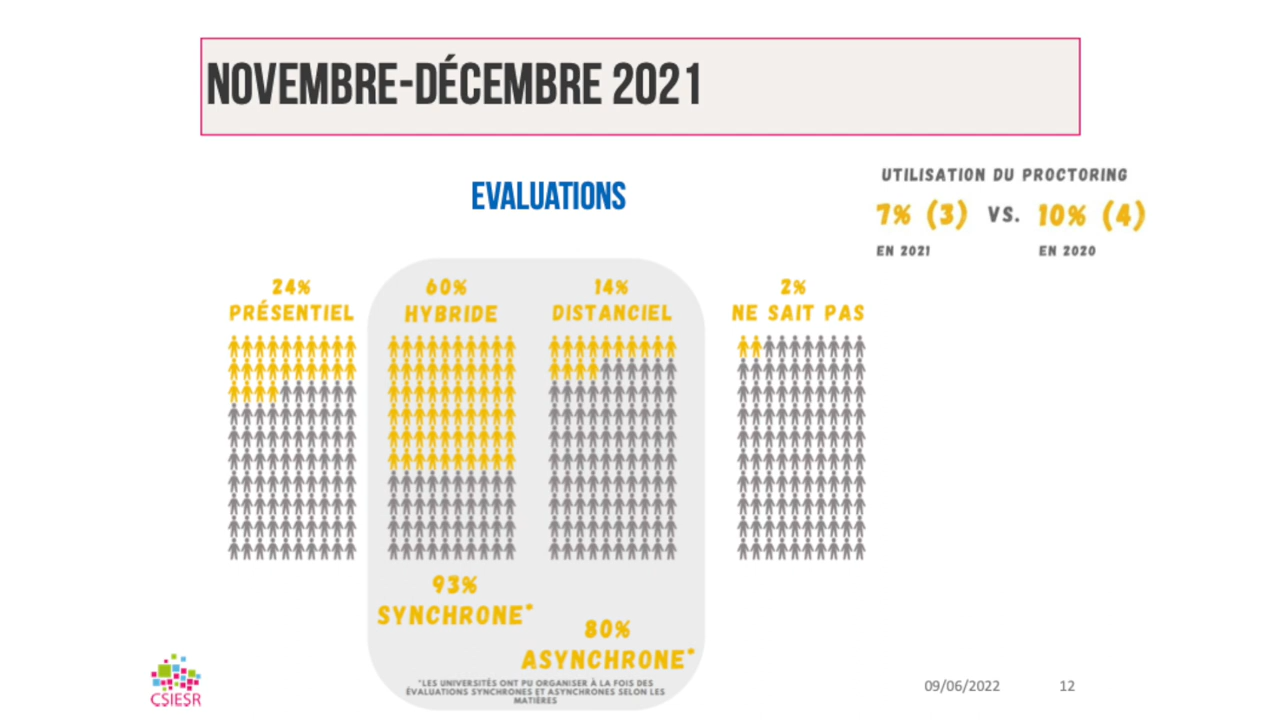 NOVEMBRE-DÉCEMBRE 2021
UTILISATION DU PROCTORING
7% (3) VS. 10% (4)
EN 2021 EN 2020
EVALUATIONS
24%
PRÉSENTIEL
60%
HYBRIDE
14%
DISTANCIEL
2%
NE SAIT PAS
93%
SYNCHRONE*
80%
ASYNCHRONE*
*LES UNIVERSITÉS ONT PU ORGANISER À LA FOIS DES
ÉVALUATIONS SYNCHRONES ET ASYNCHRONES SELON LES
MATIÈRES
CSIESR
09/06/2022 12